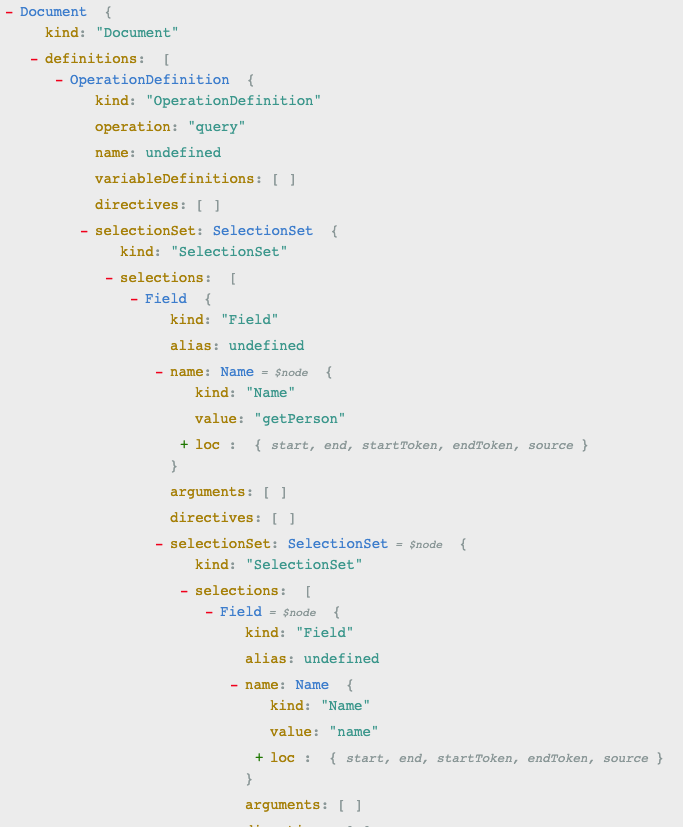 - Document {
kind: "Document"
- definitions: [
- OperationDefinition {
kind: "OperationDefinition"
operation: "query"
name: undefined
variableDefinitions: [ ]
directives: [ ]
- selectionSet: SelectionSet {
kind: "SelectionSet"
- selections: [
- Field {
kind: "Field"
alias: undefined
- name: Name = $node {
kind: "Name"
value: "getPerson"
+ loc : { start, end, startToken, endToken, source }
}
arguments: [ ]
directives: [ ]
- selectionSet: SelectionSet = $node {
kind: "SelectionSet"
- selections: [
- Field = $node {
kind: "Field"
alias: undefined
- name: Name {
kind: "Name"
value: "name"
+ loc : { start, end, startToken, endToken, source }
}
arguments: [ ]